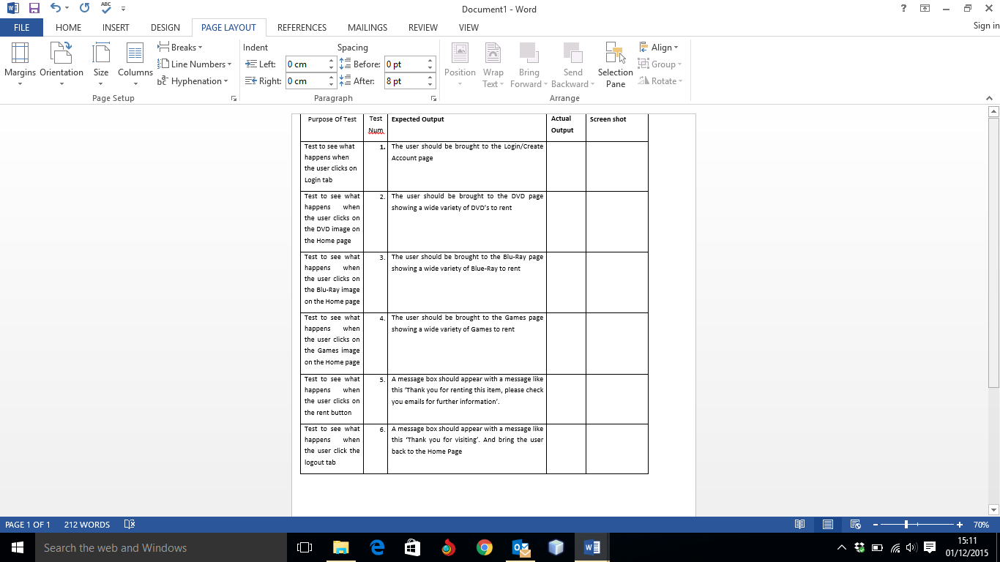 Document1 - Word
Sign in
FILE HOME INSERT DESIGN PAGE LAYOUT REFERENCES MAILINGS REVIEW VIEW
Margins Orientation Size Columns
Breaks
Line Numbers
Hyphenation
Page Setup
Indent Spacing
Left: 0 cm Before: 0 pt
Right: 0 cm After: 8 pt
Paragraph
Position Wrap Text Bring Forward Send Backward Selection Pane
Align
Group
Rotate
Arrange
Purpose Of Test
Test
Num
Expected Output
Actual
Output
Screen shot
Test to see what
happens when
the user clicks on
Login tab
1.
The user should be brought to the Login/Create
Account page
Test to see what
happens when
the user clicks on
the DVD image on
the Home page
2.
The user should be brought to the DVD page
showing a wide variety of DVD's to rent
Test to see what
happens when
the user clicks on
the Blu-Ray image
on the Home page
3.
The user should be brought to the Blu-Ray page
showing a wide variety of Blue-Ray to rent
Test to see what
happens when
the user clicks on
the Games image
on the Home page
4.
The user should be brought to the Games page
showing a wide variety of Games to rent
Test to see what
happens when
the user clicks on
the rent button
5.
A message box should appear with a message like
this ‘Thank you for renting this item, please check
you emails for further information’.
Test to see what
happens when
the user click the
logout tab
6.
A message box should appear with a message like
this ‘Thank you for visiting’. And bring the user
back to the Home Page
PAGE 1 OF 1 212 WORDS 70%
Search the web and Windows
15:11
01/12/2015